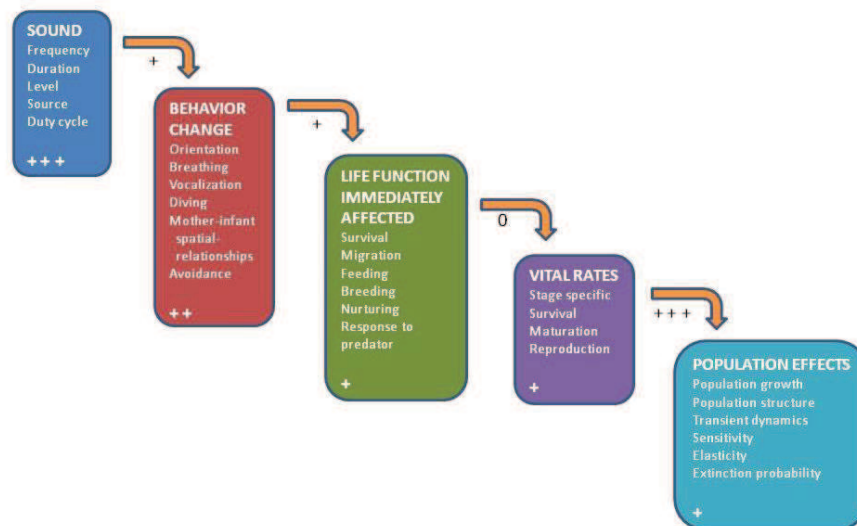 SOUND
Frequency
Duration
Level
Source
Duty cycle
+ + +
+
BEHAVIOR
CHANGE
Orientation
Breathing
Vocalization
Diving
Mother-infant
spatial-
relationships
Avoidance
+ +
+
LIFE FUNCTION
IMMEDIATELY
AFFECTED
Survival
Migration
Feeding
Breeding
Nurturing
Response to
predator
+
0
VITAL RATES
Stage specific
Survival
Maturation
Reproduction
+
+ + +
POPULATION EFFECTS
Population growth
Population structure
Transient dynamics
Sensitivity
Elasticity
Extinction probability
+